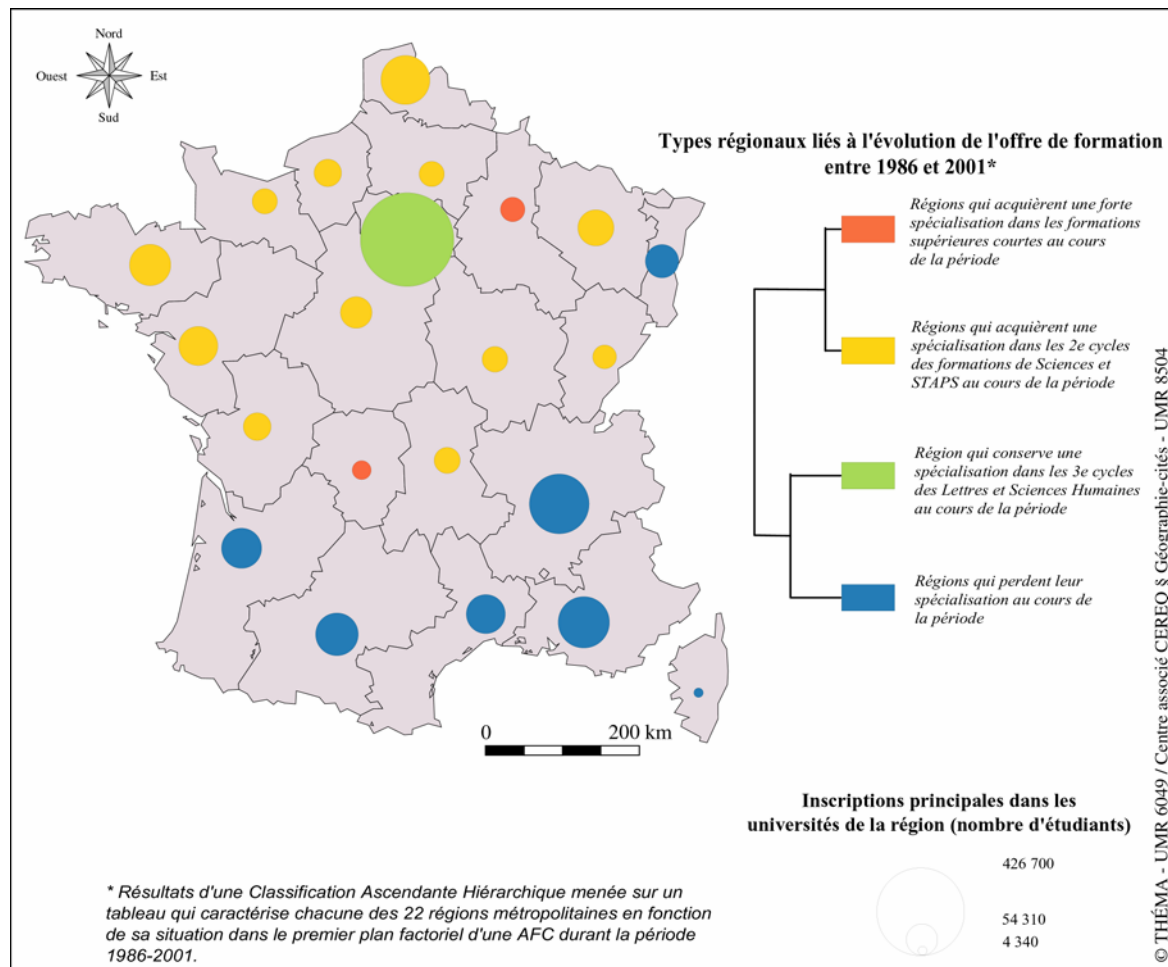 Nord
Ouest
Est
Sud
Types régionaux liés à l'évolution de l'offre de formation
entre 1986 et 2001*
Régions qui acquièrent une forte
spécialisation dans les formations
supérieures courtes au cours
de la période
Régions qui acquièrent une
spécialisation dans les 2e cycles
des formations de Sciences et
STAPS au cours de la période
Région qui conserve une
spécialisation dans les 3e cycles
des Lettres et Sciences Humaines
au cours de la période
Régions qui perdent leur
spécialisation au cours de
la période
0 200 km
Inscriptions principales dans les
universités de la région (nombre d'étudiants)
426 700
54 310
4 340
* Résultats d'une Classification Ascendante Hiérarchique menée sur un
tableau qui caractérise chacune des 22 régions métropolitaines en fonction
de sa situation dans le premier plan factoriel d'une AFC durant la période
1986-2001.
© THÉMA - UMR 6049 / Centre associé CEREQ § Géographie-cités - UMR 8504